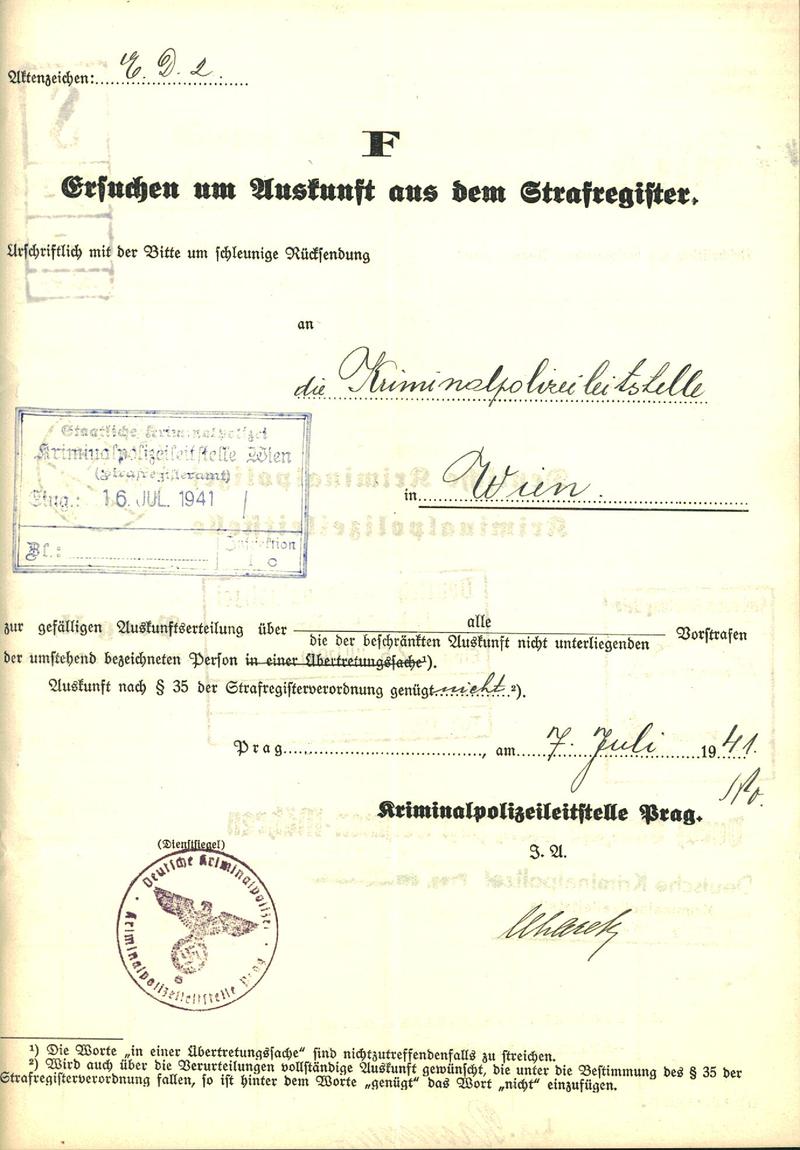 Aktenzeichen: E. D. 2.
F
Ersuchen um Auskunft aus dem Strafregister.
Urschriftlich mit der Bitte um schleunige Rücksendung
an
die Kriminalpolizeileitstelle
Staatliche Kriminalpolizei
Kriminalpolizeileitstelle Wien
(Strafregisteramt)
Eing.: 16. JUL. 1941
Bl.:
in Wien.
zur gefälligen Auskunftserteilung über alle Vorstrafen
die der beschränkten Auskunft nicht unterliegenden
der umstehend bezeichneten Person in einer Übertretungssache¹).
Auskunft nach § 35 der Strafregisterverordnung genügt nicht ²).
Prag, am 7. Juli 1941.
Kriminalpolizeileitstelle Prag.
J. A.
(Dienstsiegel)
Deutsche Kriminalpolizei
Kriminalpolizeileitstelle Prag
¹) Die Worte „in einer Übertretungssache“ sind nichtzutreffendenfalls zu streichen.
²) Wird auch über die Verurteilungen vollständige Auskunft gewünscht, die unter die Bestimmung des § 35 der
Strafregisterverordnung fallen, so ist hinter dem Worte „genügt“ das Wort „nicht“ einzufügen.